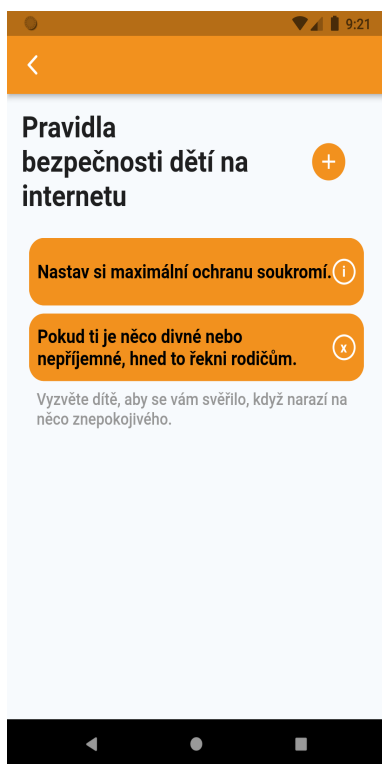 9:21
Pravidla
bezpečnosti dětí na
internetu
+
Nastav si maximální ochranu soukromí.
i
Pokud ti je něco divné nebo
nepříjemné, hned to řekni rodičům.
x
Vyzvěte dítě, aby se vám svěřilo, když narazí na
něco znepokojivého.